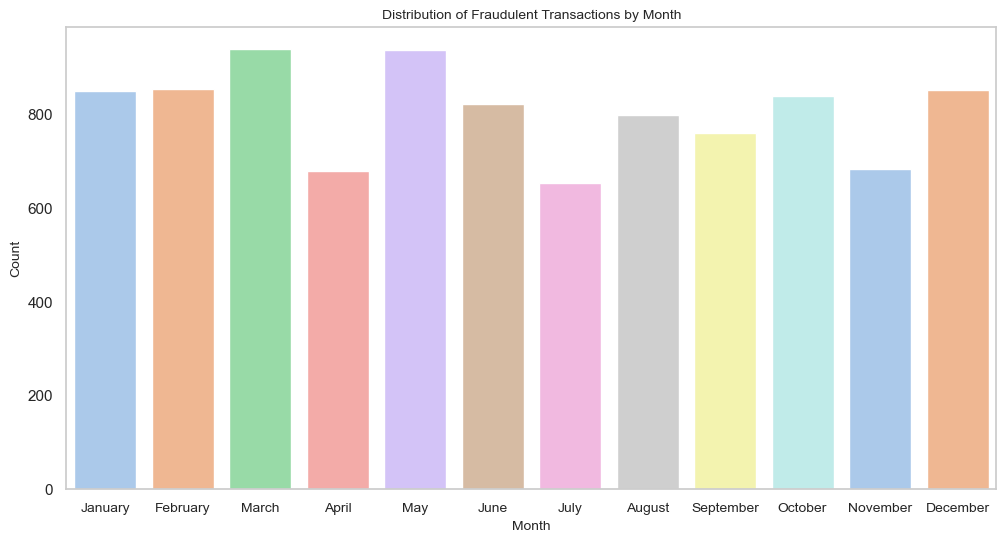 Distribution of Fraudulent Transactions by Month
Count
800
600
400
200
0
January February March April May June July August September October November December
Month